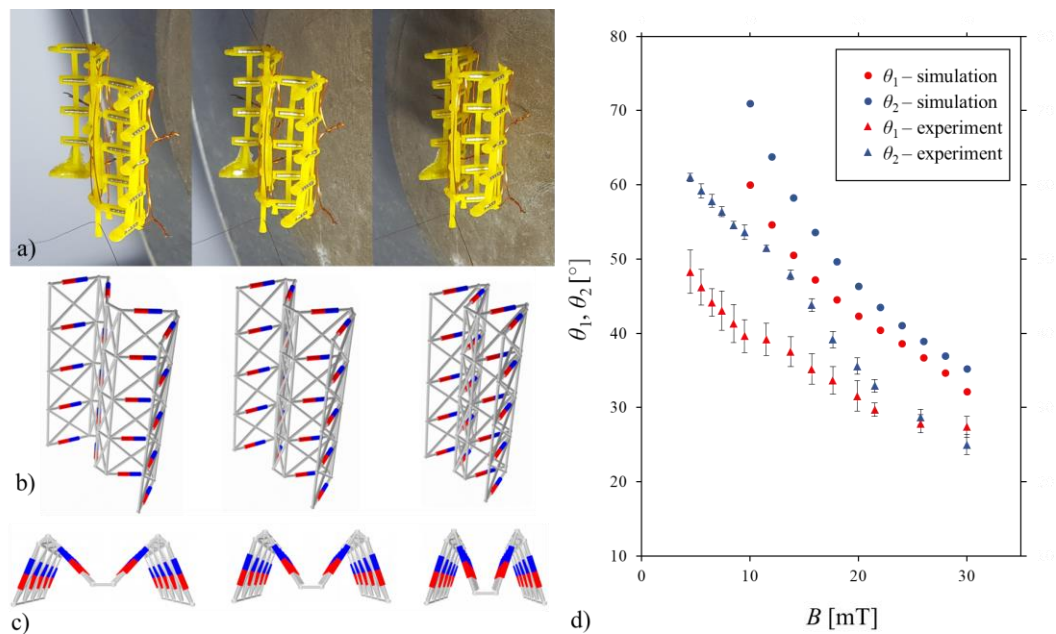 a)
b)
c)
d)
θ₁ – simulation
θ₂ – simulation
θ₁ – experiment
θ₂ – experiment
θ₁, θ₂ [°]
80
70
60
50
40
30
20
10
0
10
20
30
B [mT]